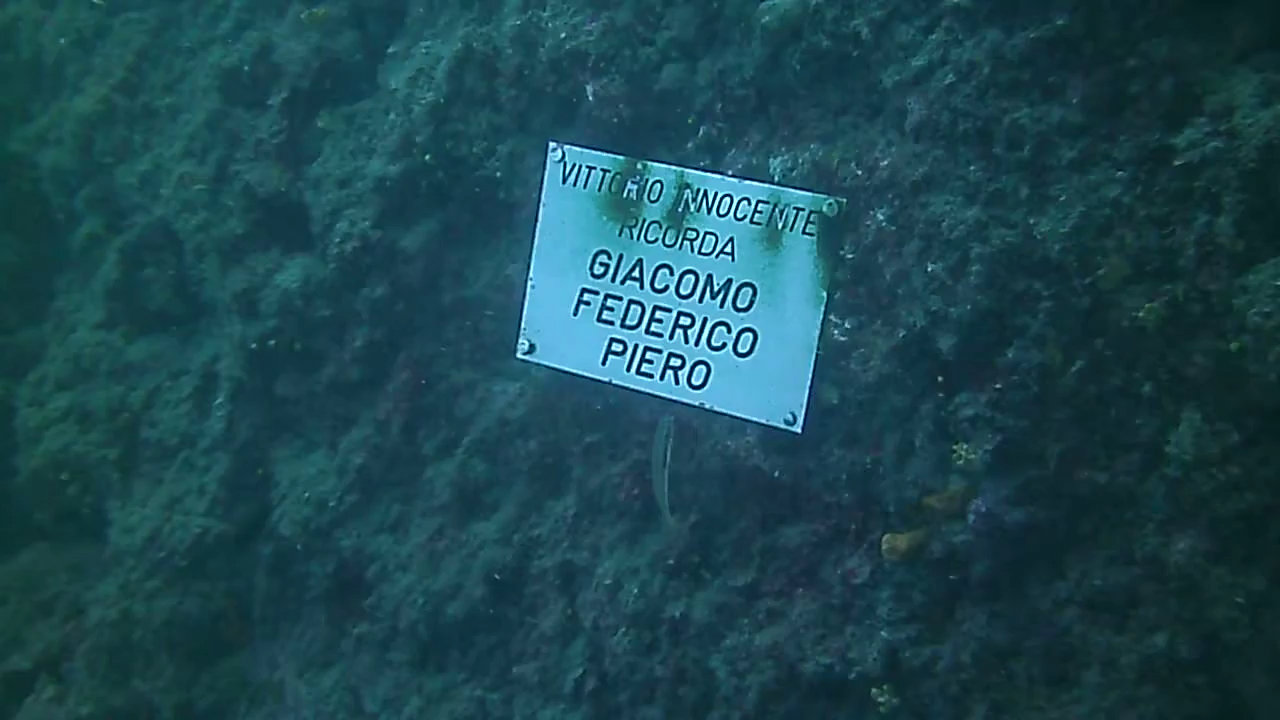 VITTORIO INNOCENTE
RICORDA
GIACOMO
FEDERICO
PIERO